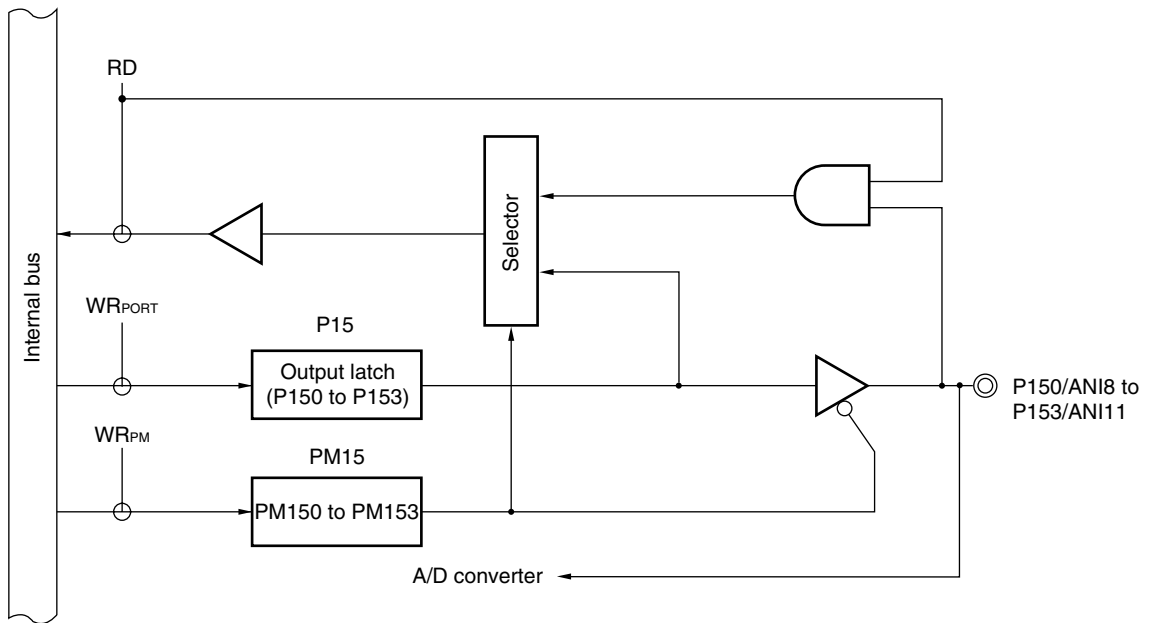 RD
Selector
Internal bus
WRPORT
P15
Output latch
(P150 to P153)
P150/ANI8 to
P153/ANI11
WRPM
PM15
PM150 to PM153
A/D converter